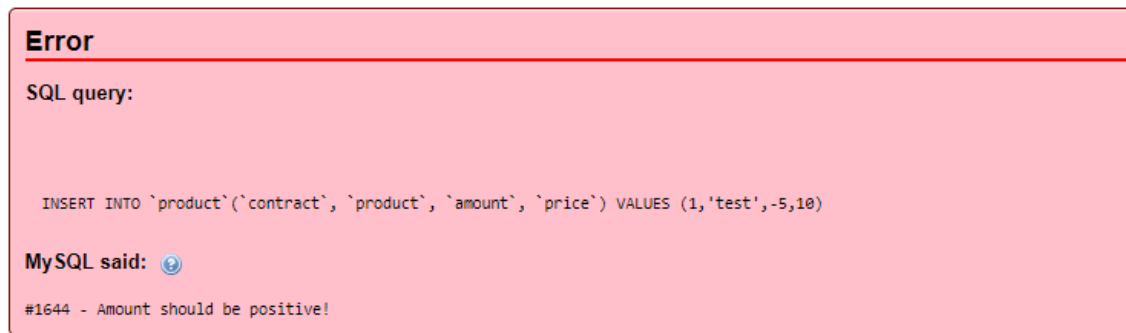 Error
SQL query:
INSERT INTO `product`(`contract`, `product`, `amount`, `price`) VALUES (1,'test',-5,10)
MySQL said:
#1644 - Amount should be positive!